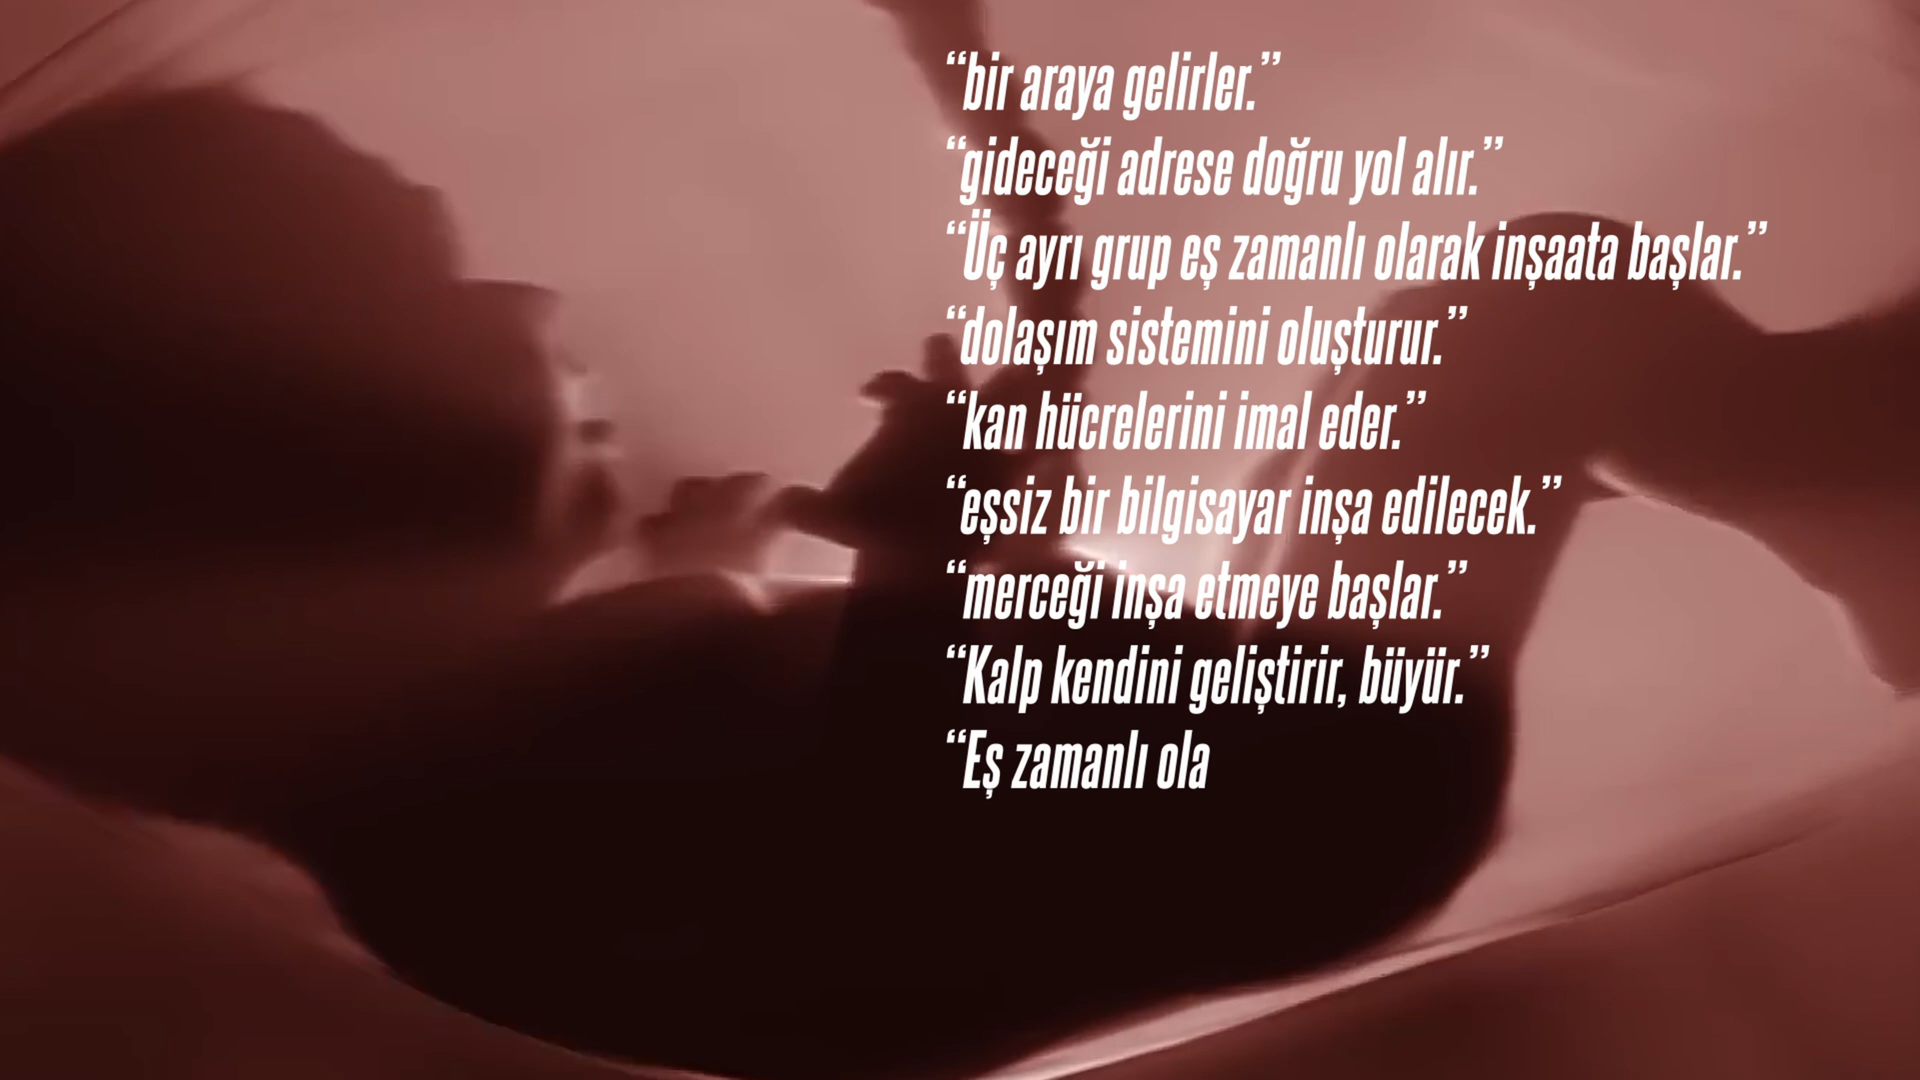 “bir araya gelirler.”
“gideceği adrese doğru yol alır.”
“Üç ayrı grup eş zamanlı olarak inşaata başlar.”
“dolaşım sistemini oluşturur.”
“kan hücrelerini imal eder.”
“eşsiz bir bilgisayar inşa edilecek.”
“merceği inşa etmeye başlar.”
“Kalp kendini geliştirir, büyür.”
“Eş zamanlı ola